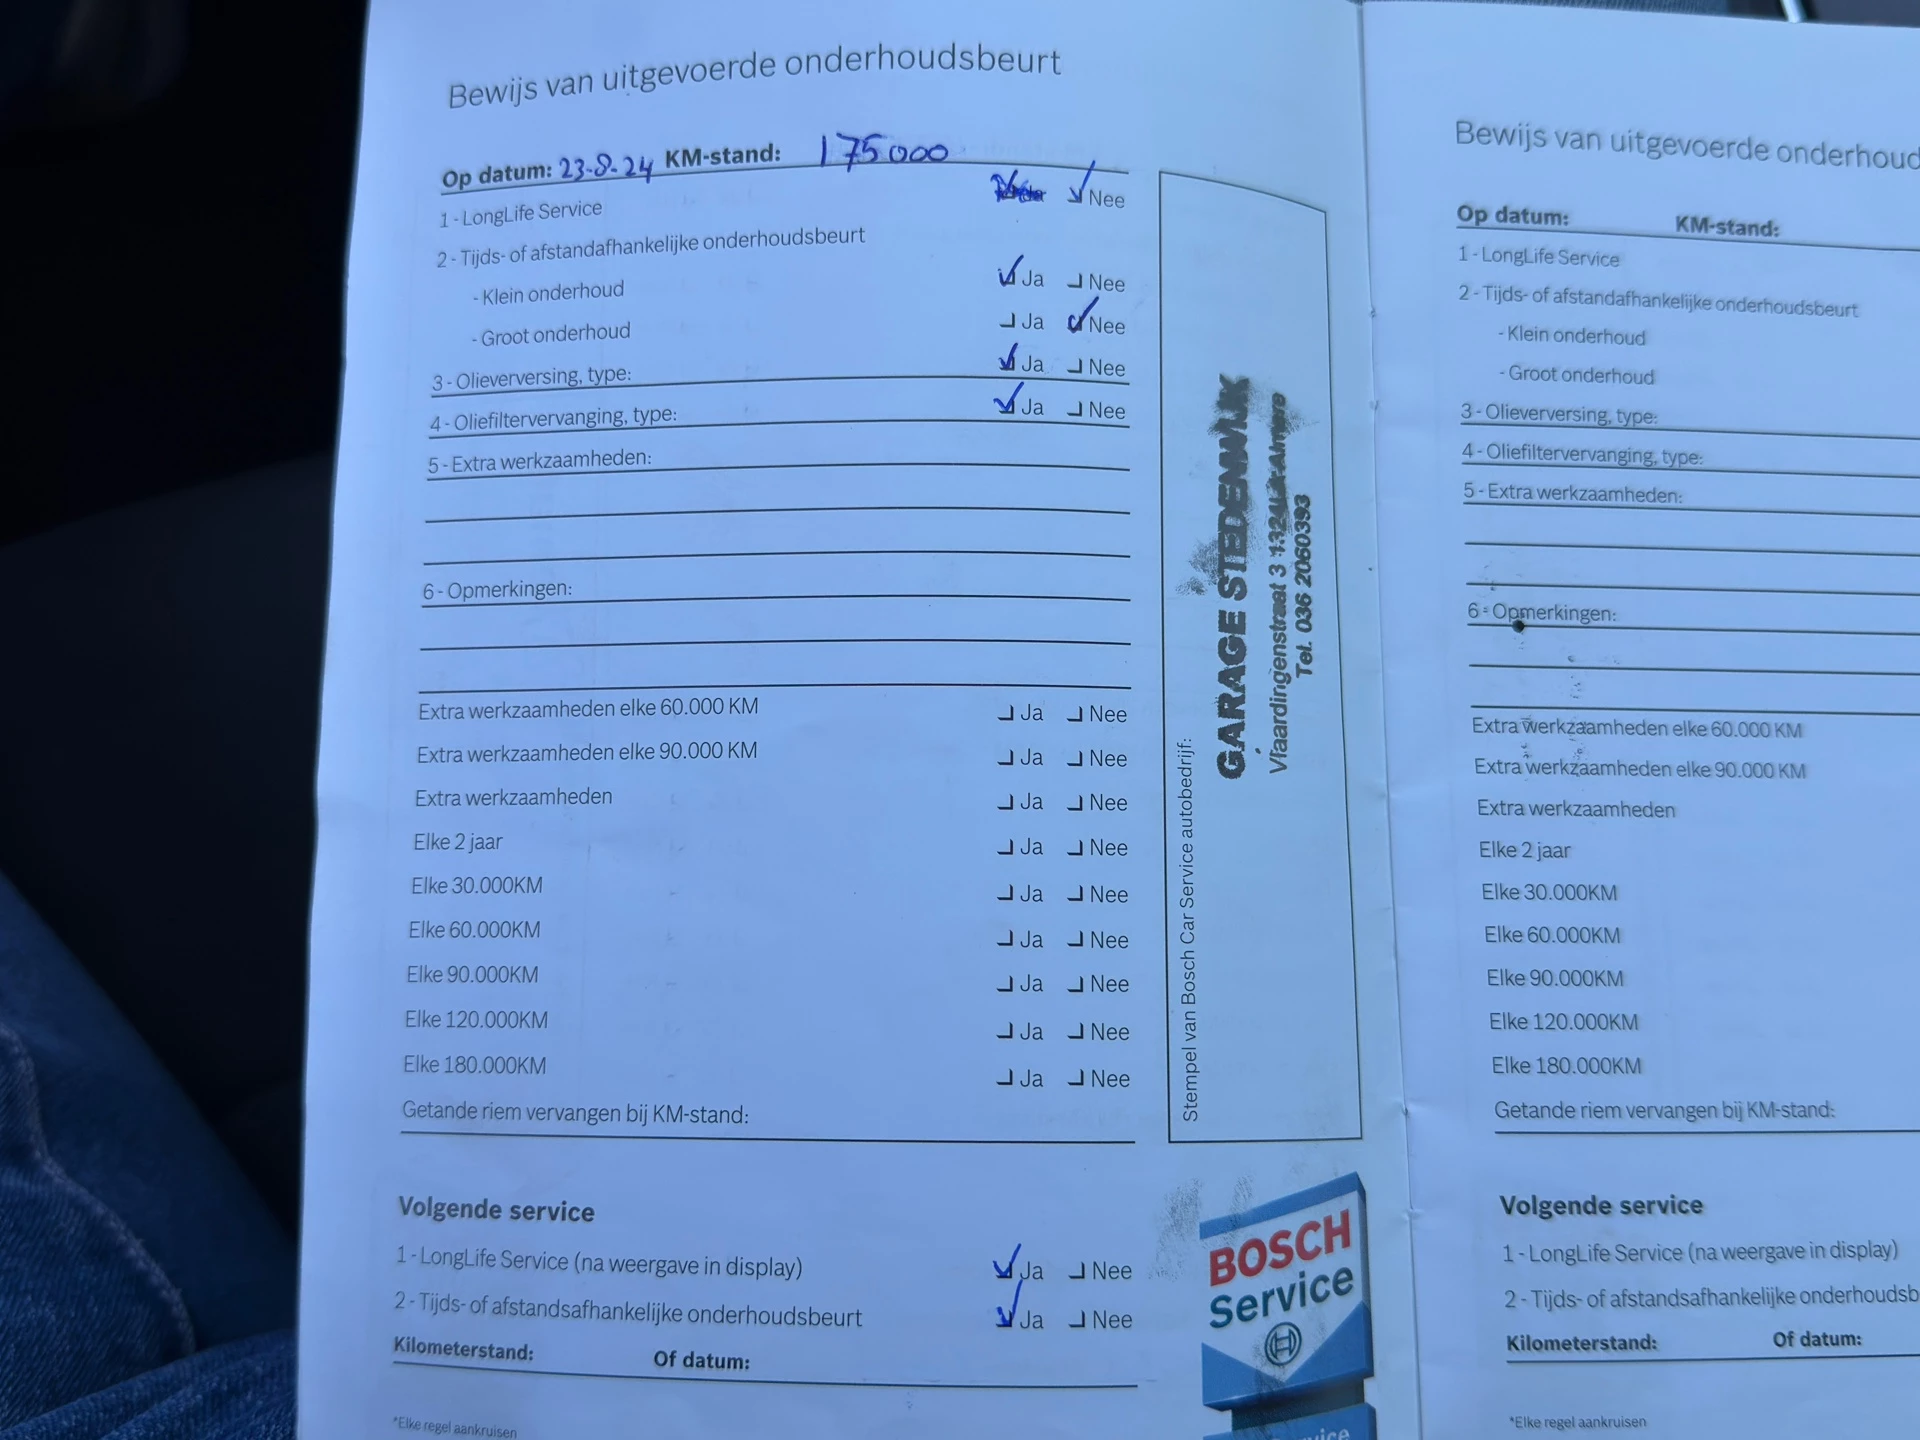 Bewijs van uitgevoerde onderhoudsbeurt
Op datum: 23-8-24 KM-stand: 175000
1 - LongLife Service Nee
2 - Tijds- of afstandafhankelijke onderhoudsbeurt
- Klein onderhoud Ja Nee
- Groot onderhoud Ja Nee
3 - Olieverversing, type: Ja Nee
4 - Oliefiltervervanging, type: Ja Nee
5 - Extra werkzaamheden:
6 - Opmerkingen:
Extra werkzaamheden elke 60.000 KM Ja Nee
Extra werkzaamheden elke 90.000 KM Ja Nee
Extra werkzaamheden Ja Nee
Elke 2 jaar Ja Nee
Elke 30.000KM Ja Nee
Elke 60.000KM Ja Nee
Elke 90.000KM Ja Nee
Elke 120.000KM Ja Nee
Elke 180.000KM Ja Nee
Getande riem vervangen bij KM-stand:
Stempel van Bosch Car Service autobedrijf:
GARAGE STEDENWIJK
Vlaardingenstraat 3 1324 Almere
Tel. 036 2060393
Volgende service
1 - LongLife Service (na weergave in display) Ja Nee
2 - Tijds- of afstandsafhankelijke onderhoudsbeurt Ja Nee
Kilometerstand: Of datum:
*Elke regel aankruisen
BOSCH
Service
vice
Bewijs van uitgevoerde onderhoud
Op datum: KM-stand:
1 - LongLife Service
2 - Tijds- of afstandafhankelijke onderhoudsbeurt
- Klein onderhoud
- Groot onderhoud
3 - Olieverversing, type:
4 - Oliefiltervervanging, type:
5 - Extra werkzaamheden:
6 - Opmerkingen:
Extra werkzaamheden elke 60.000 KM
Extra werkzaamheden elke 90.000 KM
Extra werkzaamheden
Elke 2 jaar
Elke 30.000KM
Elke 60.000KM
Elke 90.000KM
Elke 120.000KM
Elke 180.000KM
Getande riem vervangen bij KM-stand:
Volgende service
1 - LongLife Service (na weergave in display)
2 - Tijds- of afstandsafhankelijke onderhoudsb
Kilometerstand: Of datum:
*Elke regel aankruisen